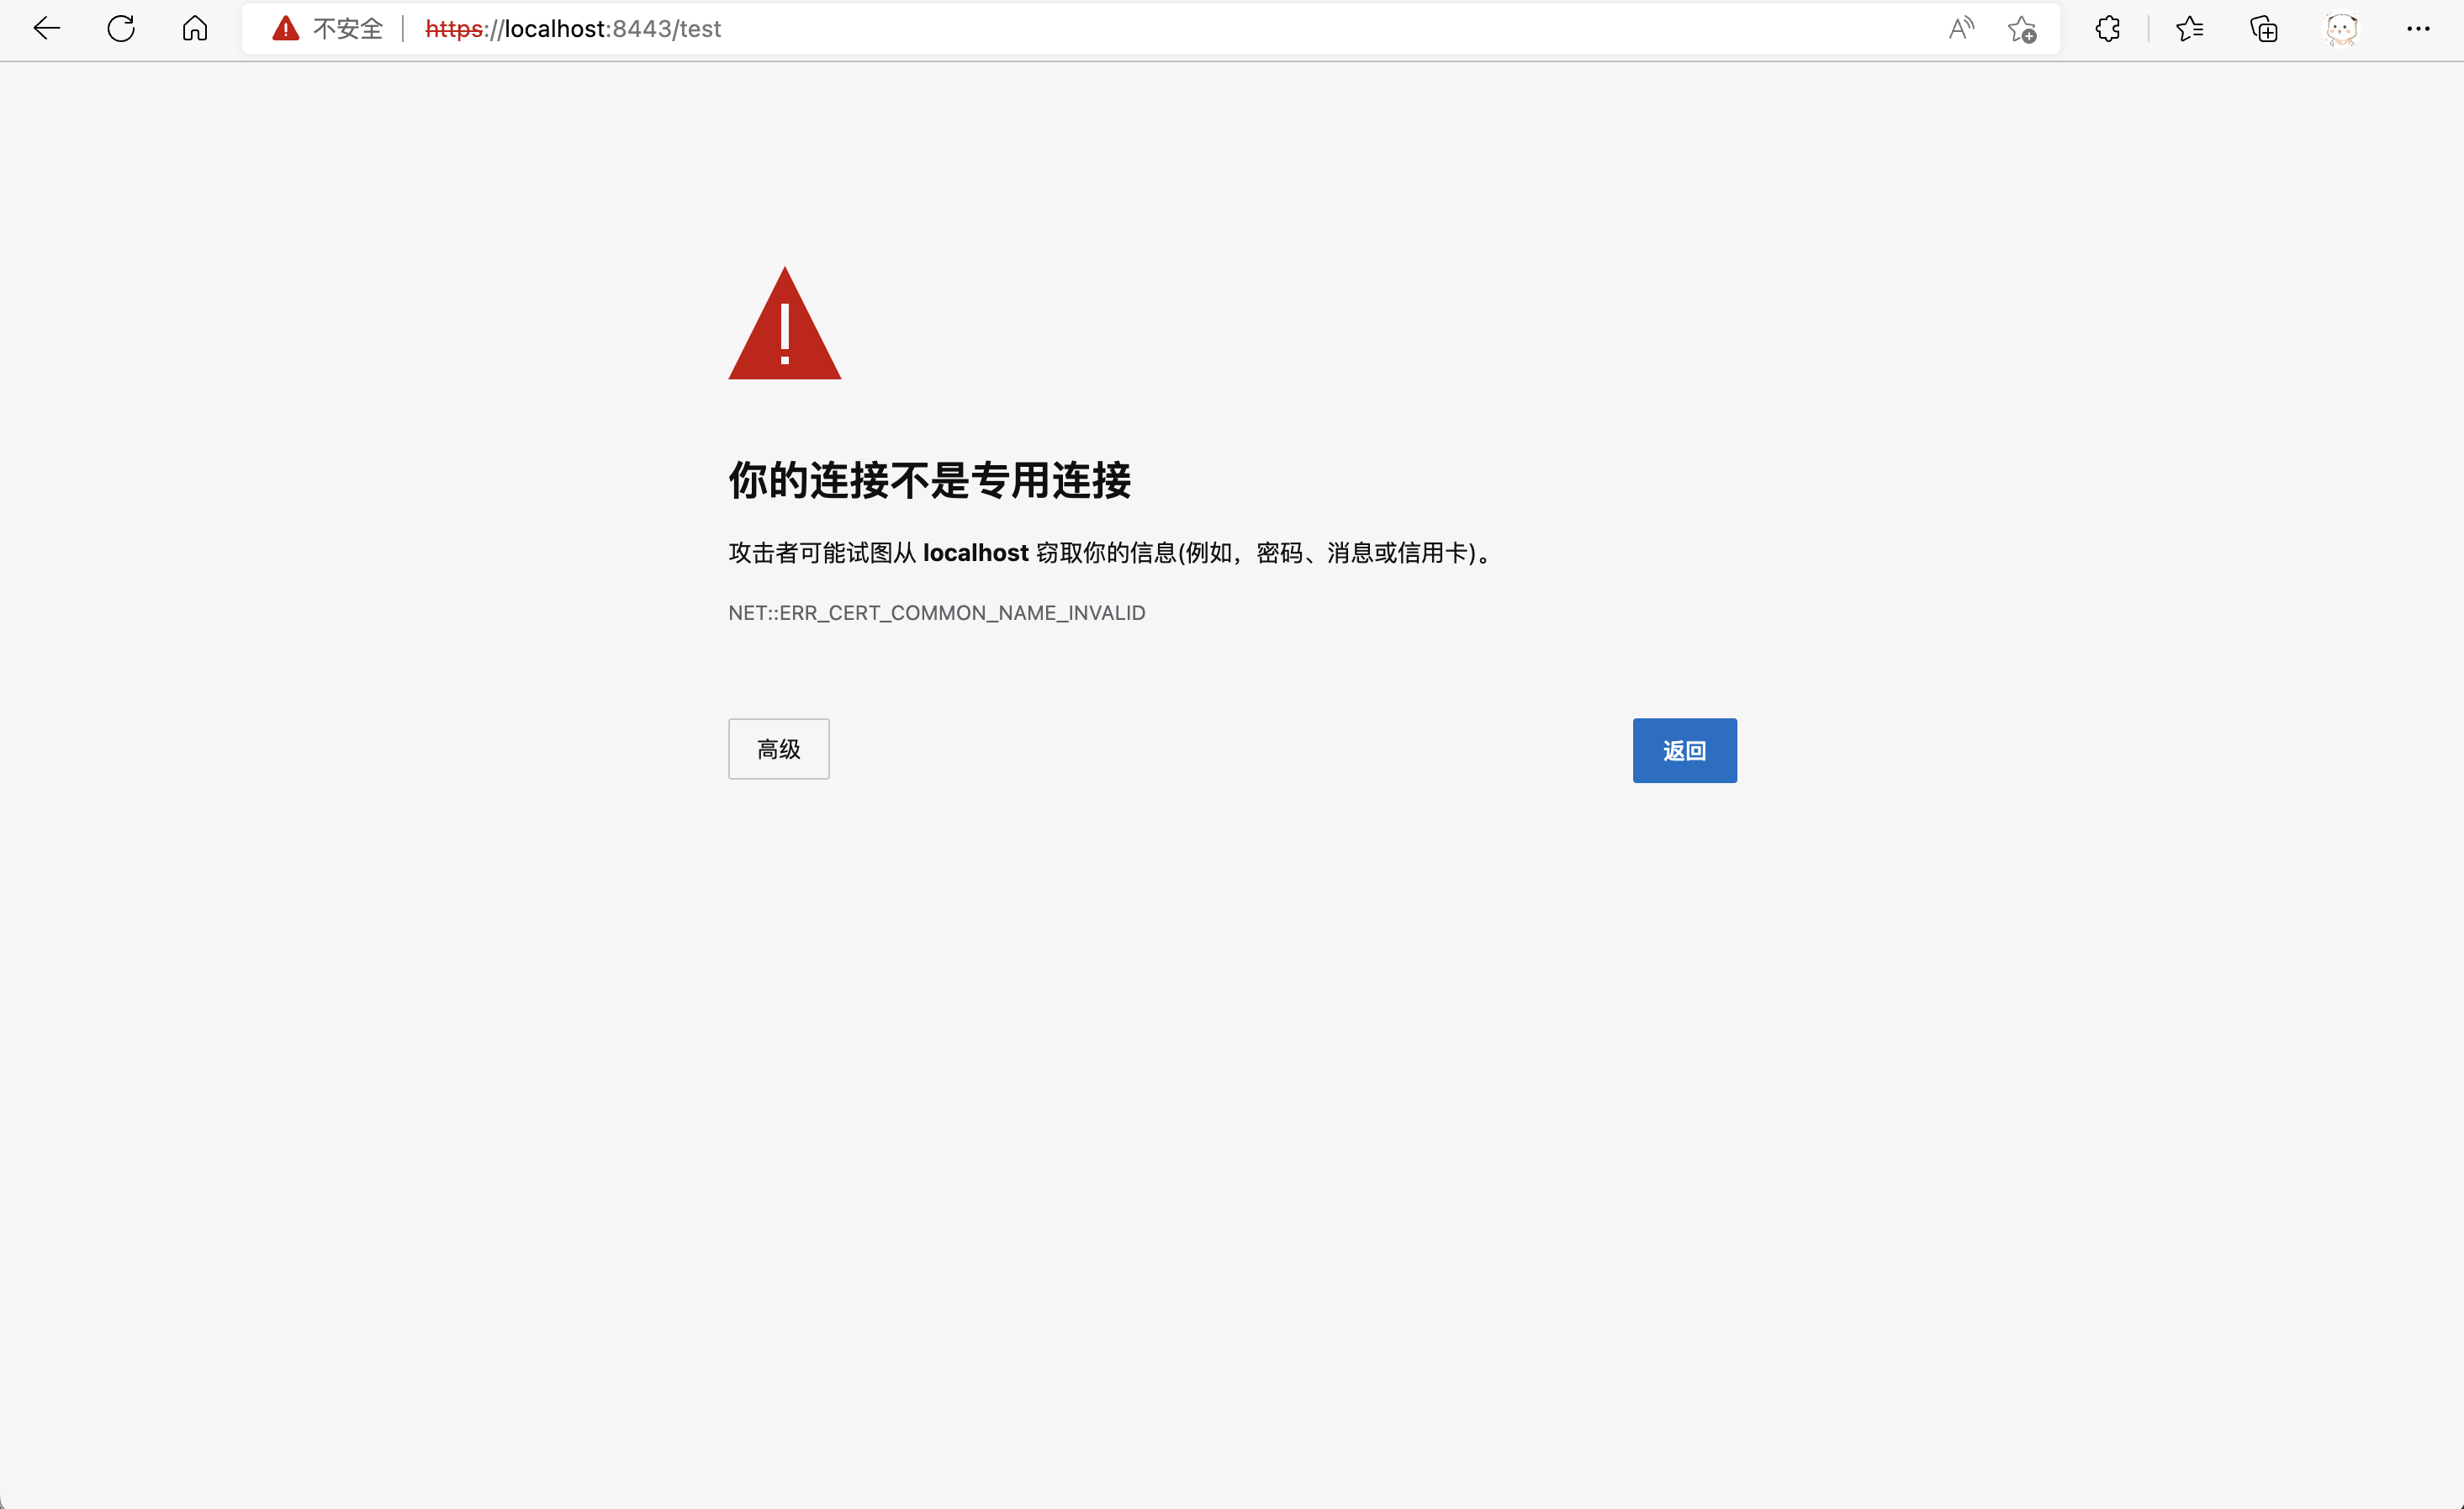 不安全 https://localhost:8443/test
你的连接不是专用连接
攻击者可能试图从 localhost 窃取你的信息(例如，密码、消息或信用卡)。
NET::ERR_CERT_COMMON_NAME_INVALID
高级 返回